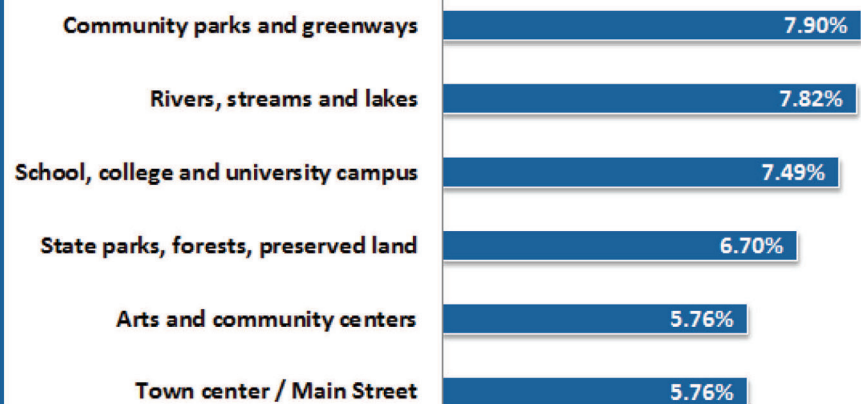 Community parks and greenways 7.90%
Rivers, streams and lakes 7.82%
School, college and university campus 7.49%
State parks, forests, preserved land 6.70%
Arts and community centers 5.76%
Town center / Main Street 5.76%